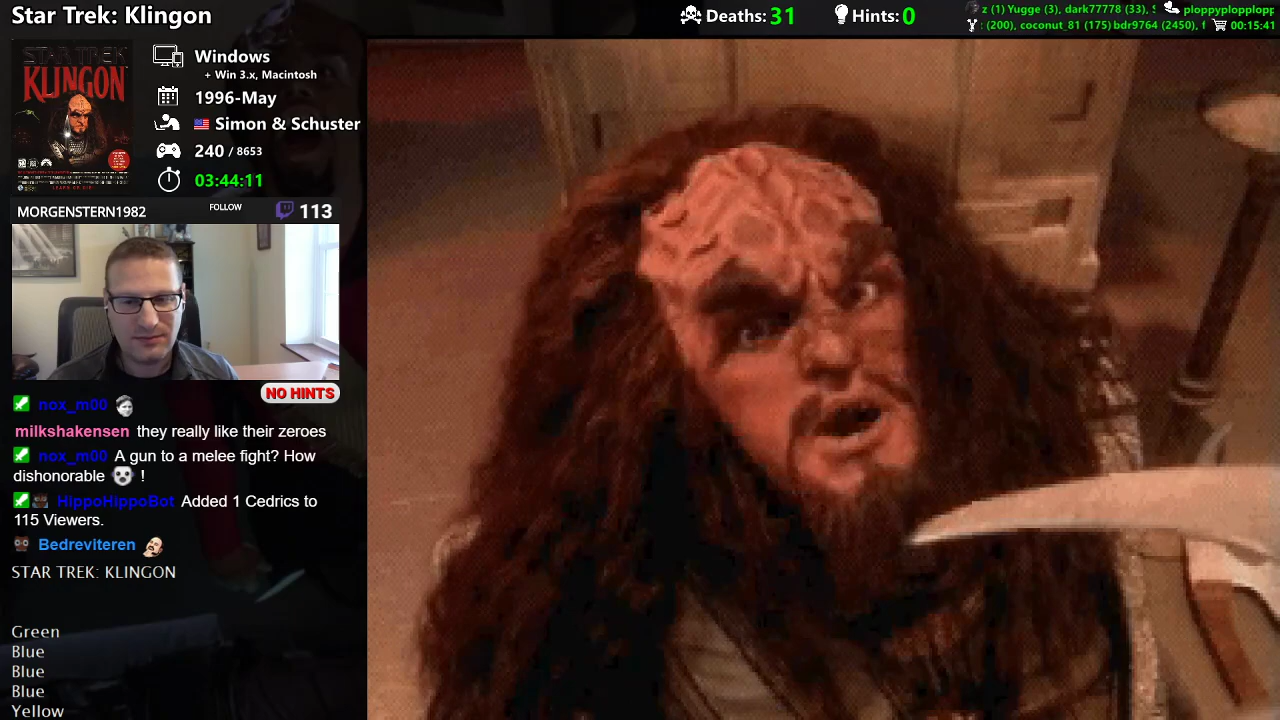 Star Trek: Klingon
Deaths: 31
Hints: 0
z (1) Yugge (3), dark77778 (33), S
ploppyplopplopp
: (200), coconut_81 (175) bdr9764 (2450), f
00:15:41
STAR TREK
KLINGON
Windows
+ Win 3.x, Macintosh
1996-May
Simon & Schuster
240 / 8653
03:44:11
MORGENSTERN1982
FOLLOW
113
NO HINTS
nox_m00
milkshakensen they really like their zeroes
nox_m00 A gun to a melee fight? How
dishonorable !
HippoHippoBot Added 1 Cedrics to
115 Viewers.
Bedreviteren
STAR TREK: KLINGON
Green
Blue
Blue
Blue
Yellow